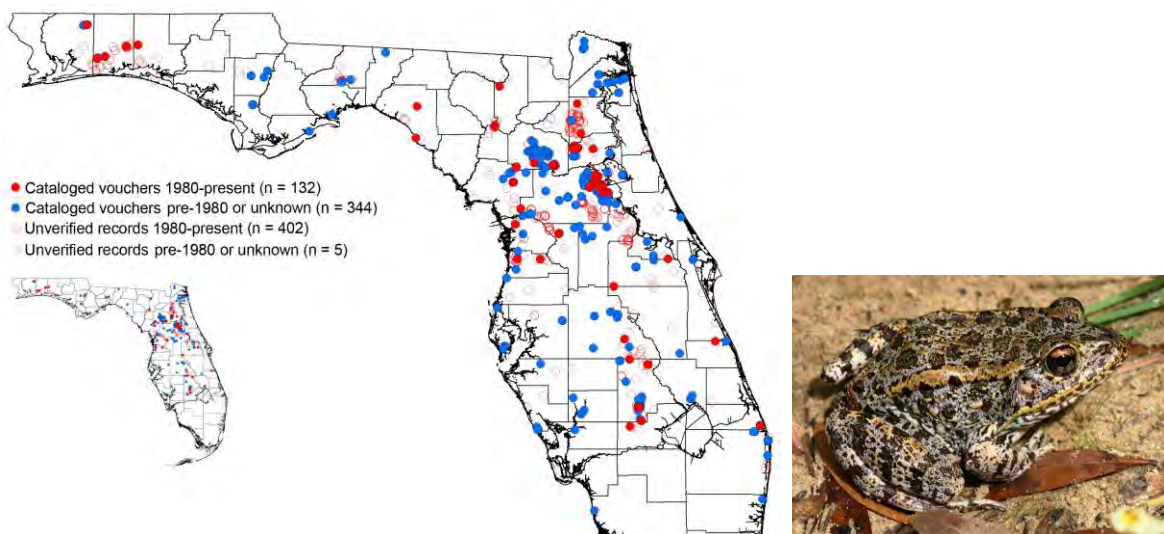 Cataloged vouchers 1980-present (n = 132)
Cataloged vouchers pre-1980 or unknown (n = 344)
Unverified records 1980-present (n = 402)
Unverified records pre-1980 or unknown (n = 5)